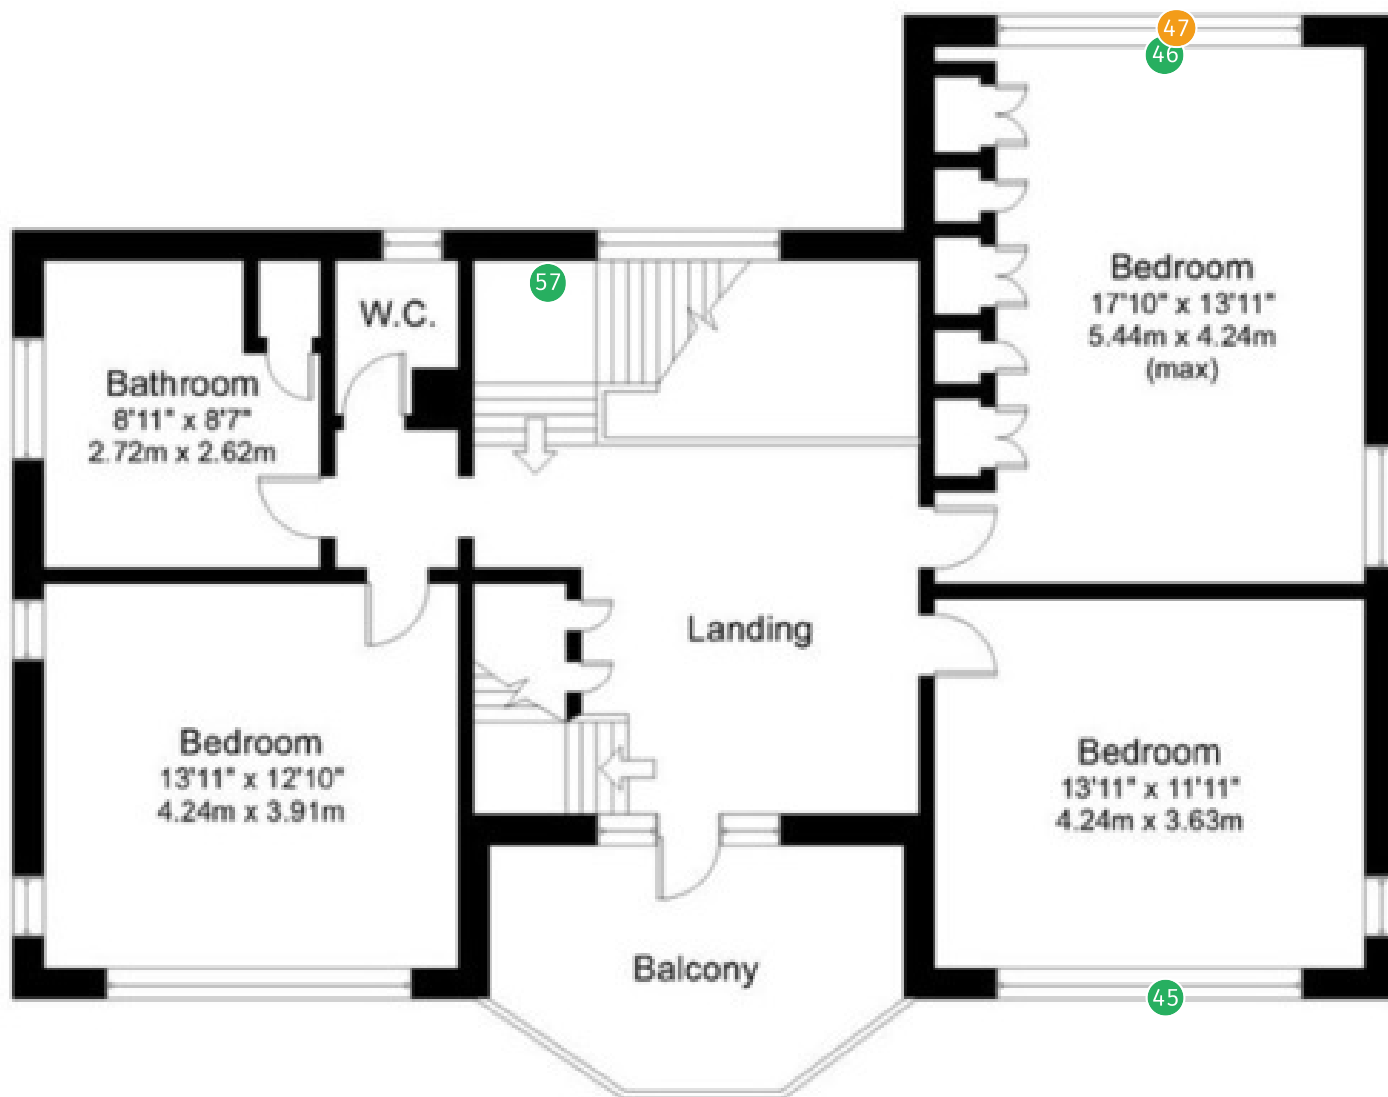 47
46
57
W.C.
Bedroom
17'10" x 13'11"
5.44m x 4.24m
(max)
Bathroom
8'11" x 8'7"
2.72m x 2.62m
Landing
Bedroom
13'11" x 12'10"
4.24m x 3.91m
Bedroom
13'11" x 11'11"
4.24m x 3.63m
Balcony
45